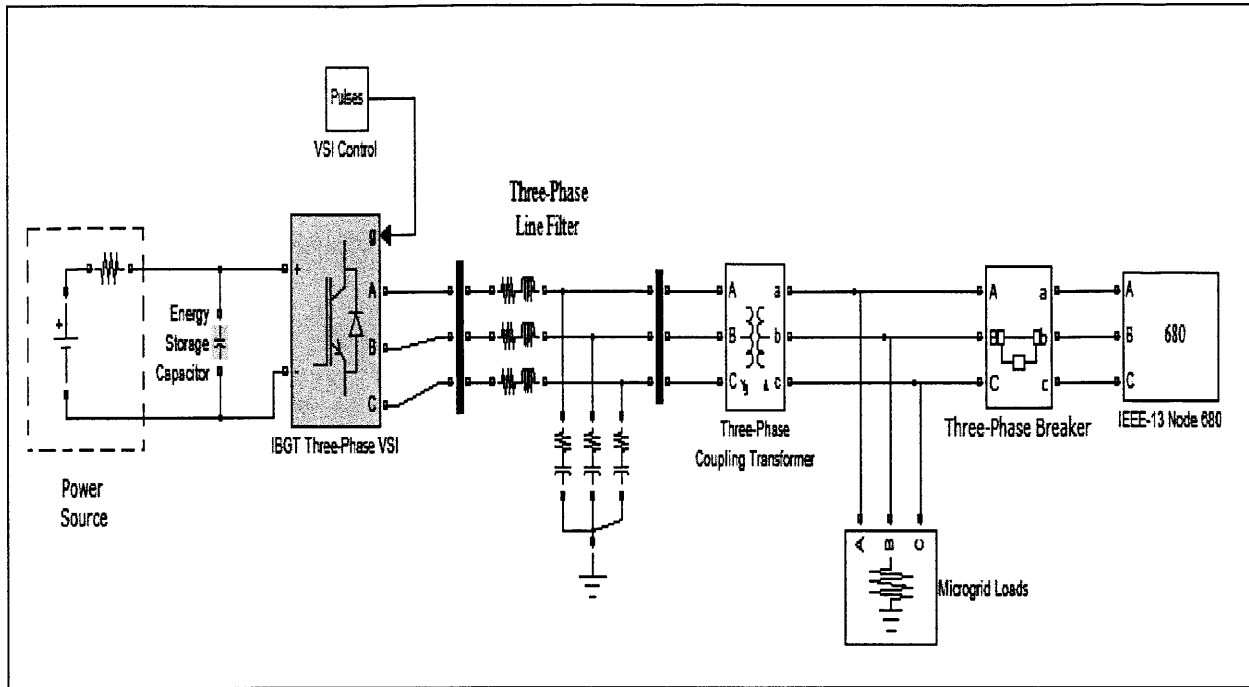 Pulses
VSI Control
Three-Phase
Line Filter
g
+
A
B
C
-
IBGT Three-Phase VSI
+
Energy
Storage
Capacitor
Power
Source
A
B
C
a
b
c
Yg
Three-Phase
Coupling Transformer
A
B
C
a
b
c
Three-Phase Breaker
A
B
C
680
IEEE-13 Node 680
A
B
C
Microgrid Loads